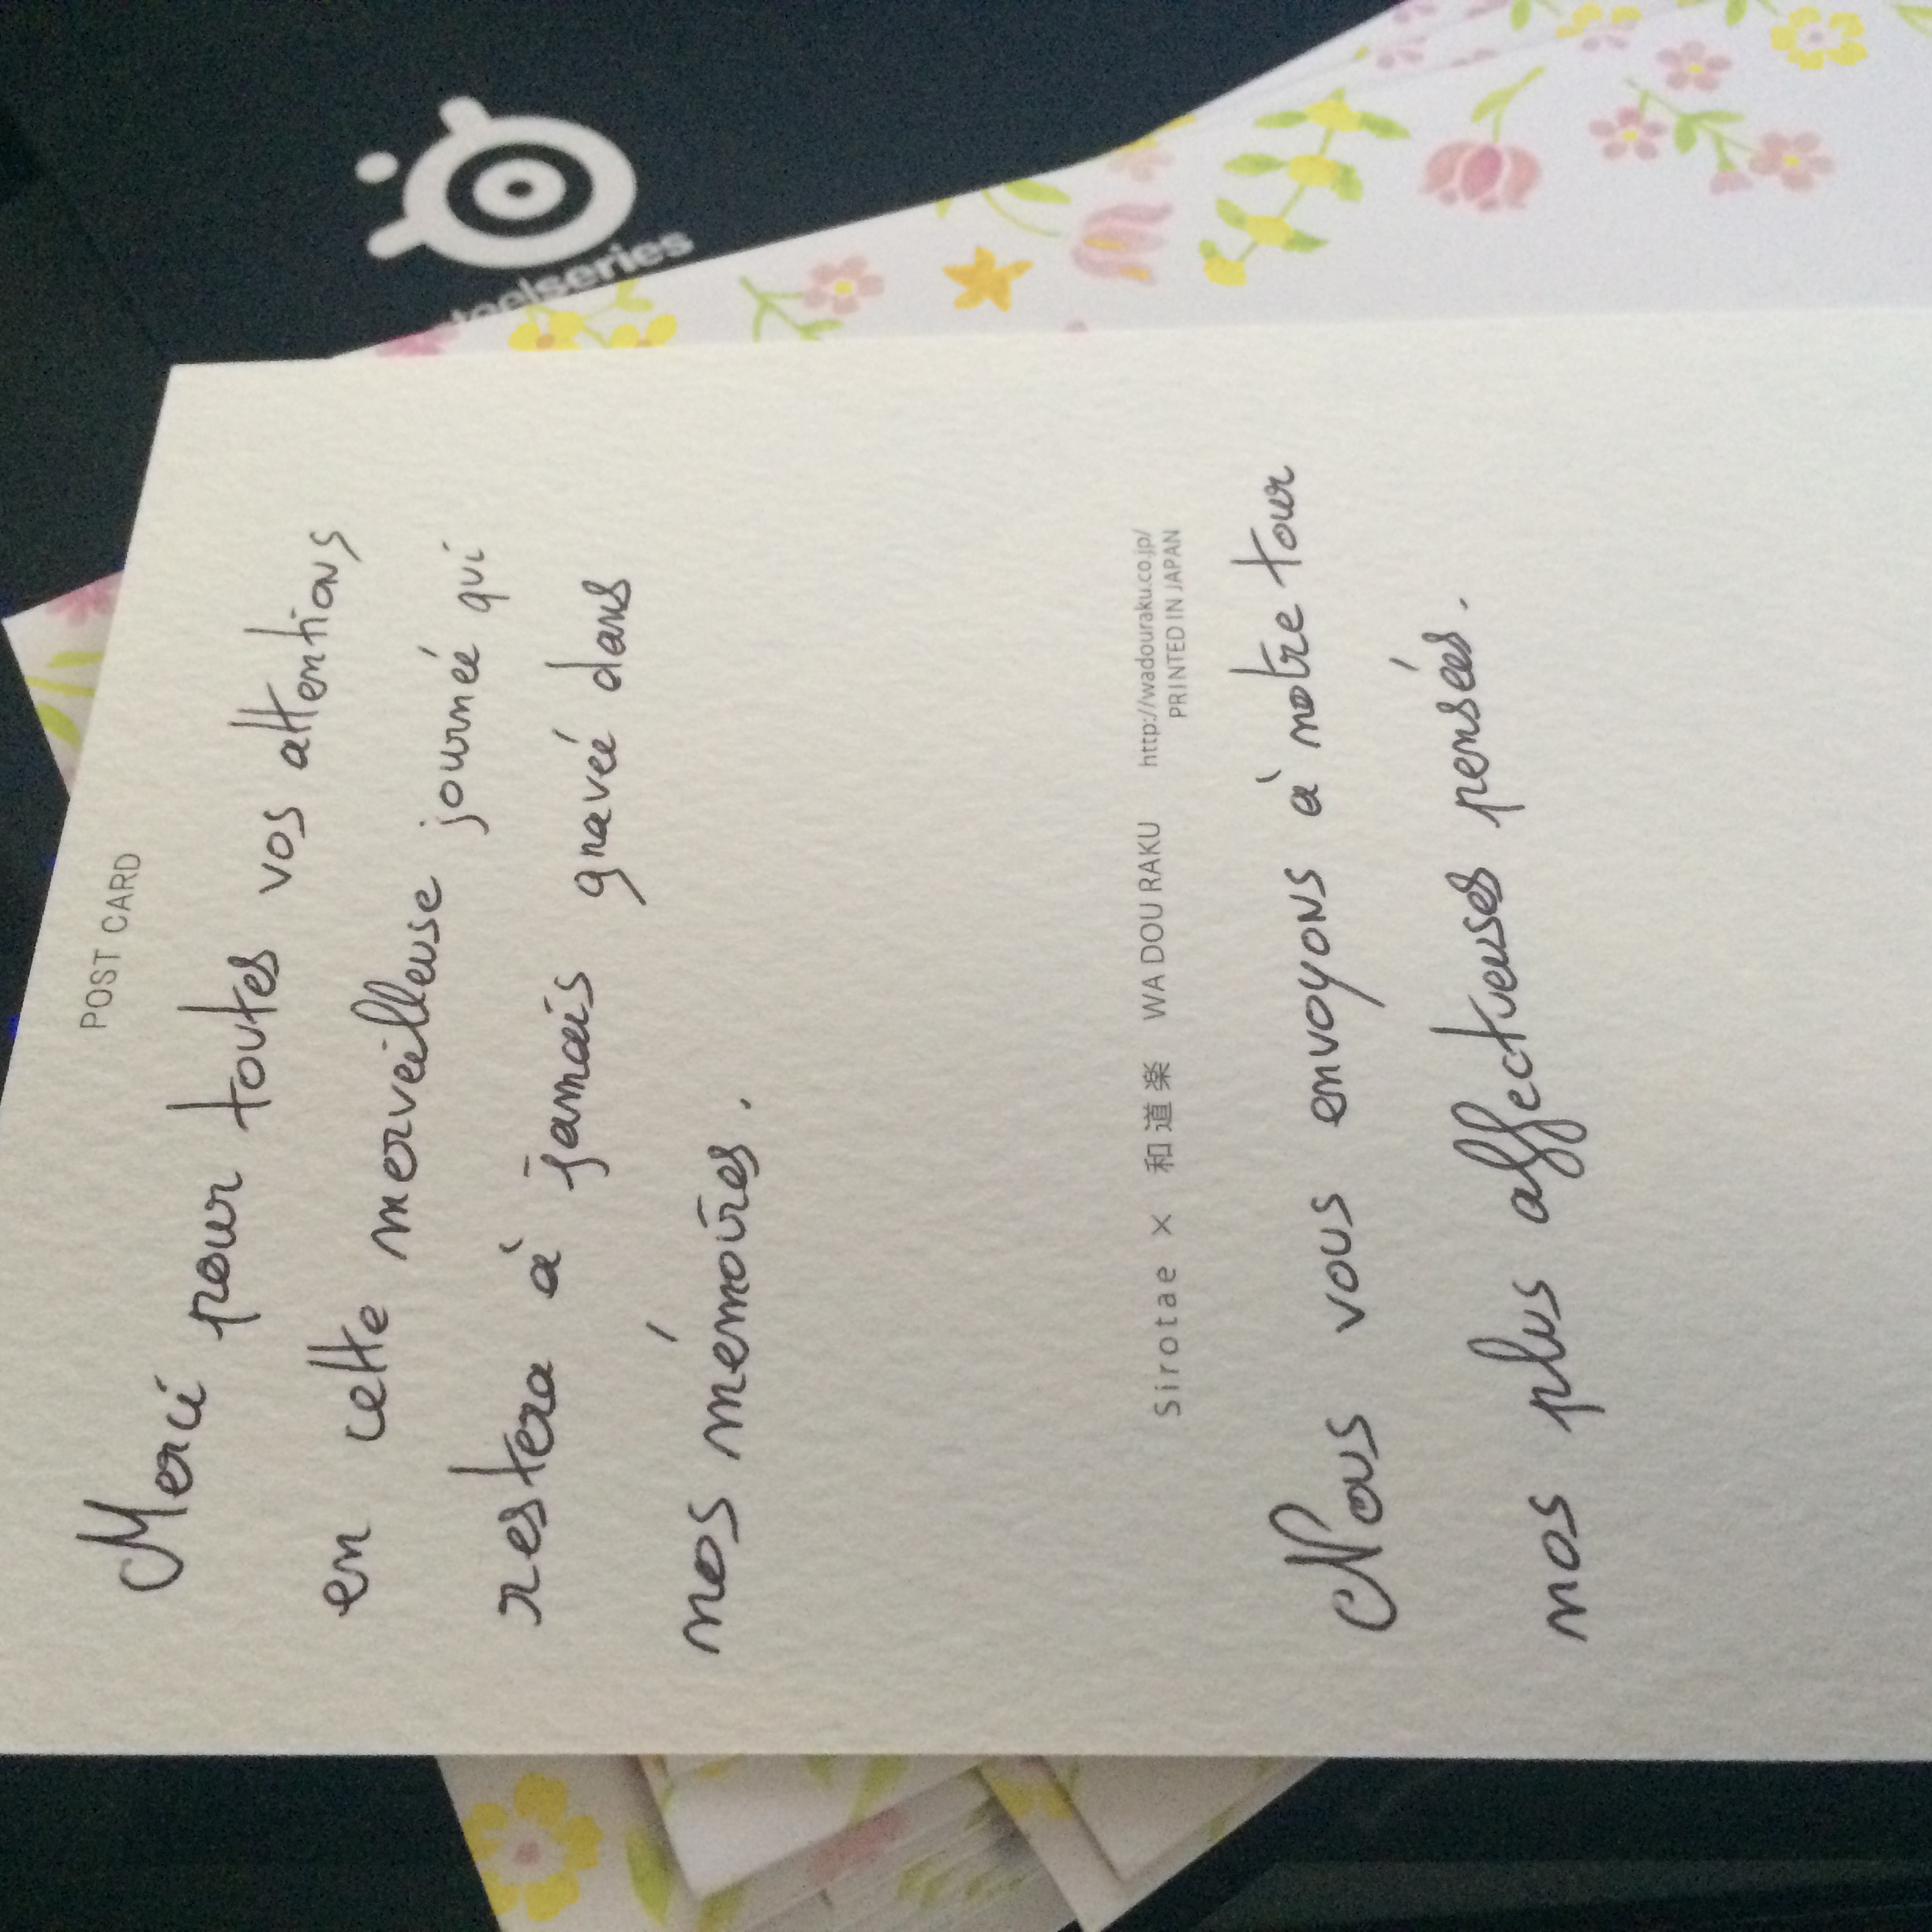 POST CARD
Merci pour toutes vos attentions
en cette merveilleuse journée qui
restera à jamais gravée dans
nos mémoires.
Sirotae × 和道楽 WA DOU RAKU http://wadouraku.co.jp/
PRINTED IN JAPAN
Nous vous envoyons à notre tour
nos plus affectueuses pensées.
steelseries